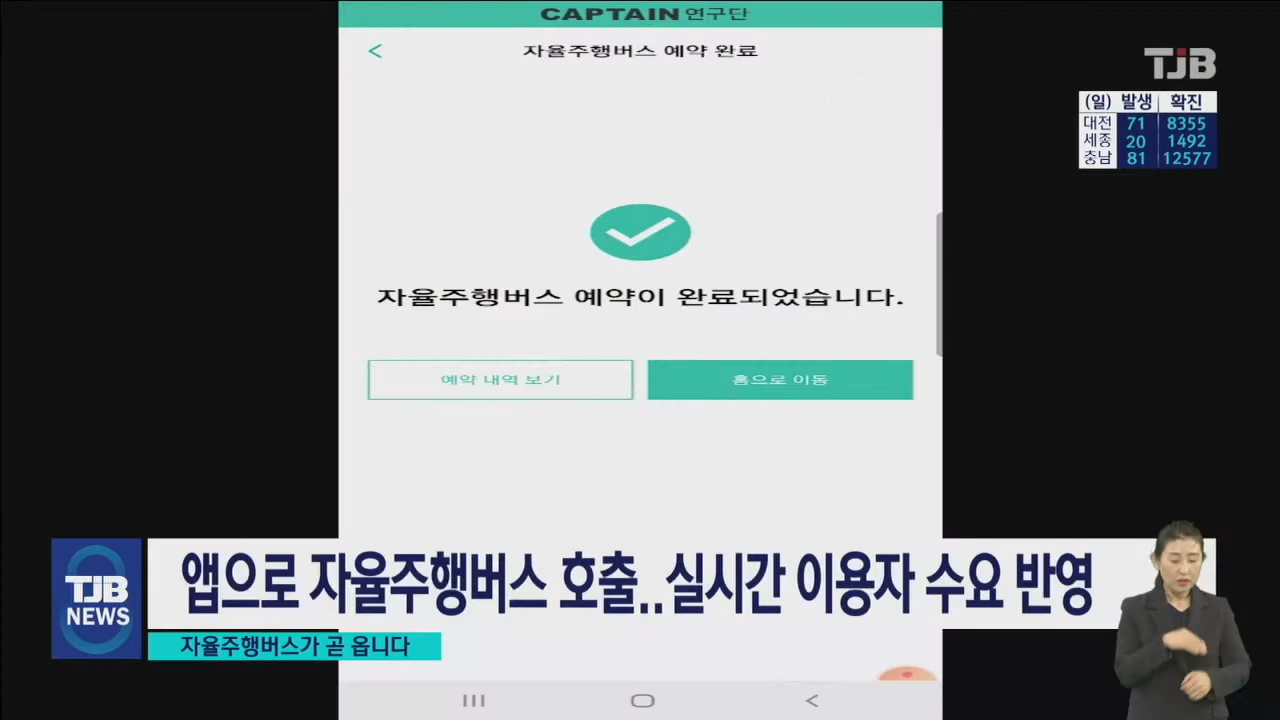 CAPTAIN 연구단
자율주행버스 예약 완료
TJB
(일) 발생 확진
대전 71 8355
세종 20 1492
충남 81 12577
자율주행버스 예약이 완료되었습니다.
예약 내역 보기
홈으로 이동
TJB
NEWS
앱으로 자율주행버스 호출..실시간 이용자 수요 반영
자율주행버스가 곧 옵니다